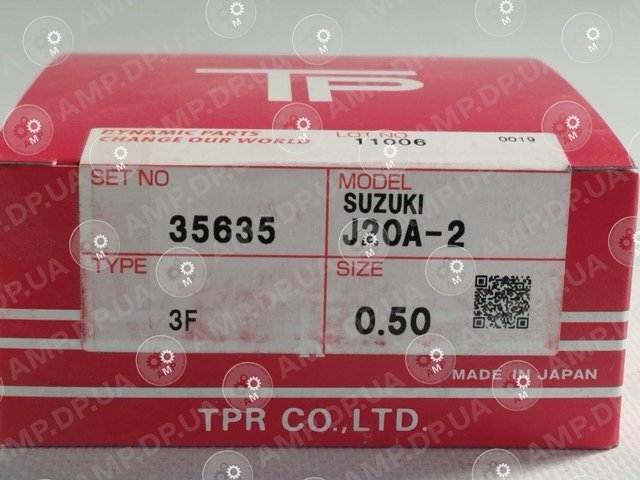 TP
DYNAMIC PARTS
CHANGE OUR WORLD
LOT NO
11006
0019
SET NO.
35635
MODEL
SUZUKI
J20A-2
TYPE
3F
SIZE
0.50
MADE IN JAPAN
TPR CO.,LTD.
AMP.DP.UA